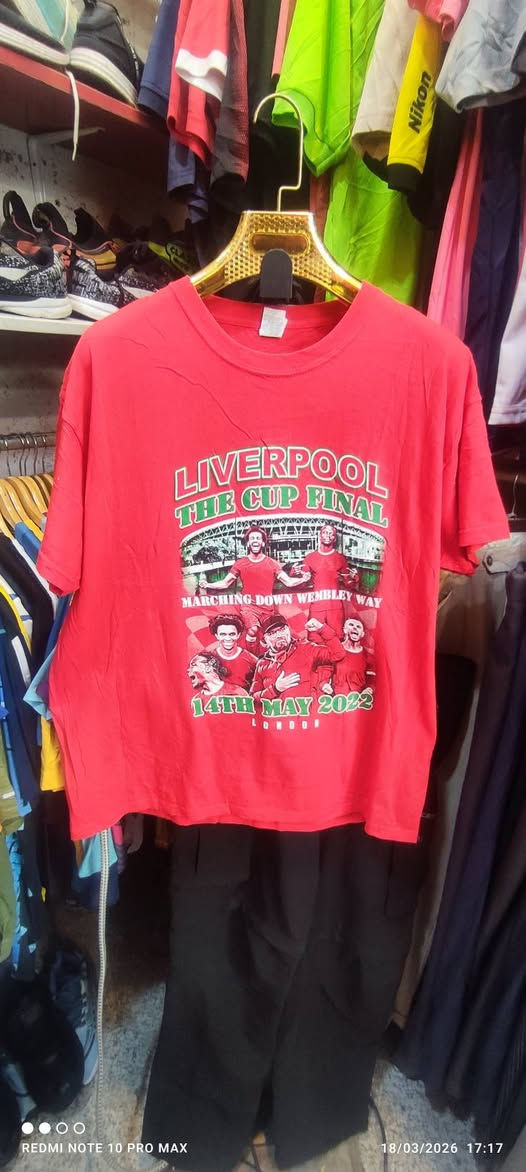 Nikon
LIVERPOOL
THE CUP FINAL
MARCHING DOWN WEMBLEY WAY
14TH MAY 2022
LONDON
REDMI NOTE 10 PRO MAX
18/03/2026 17:17